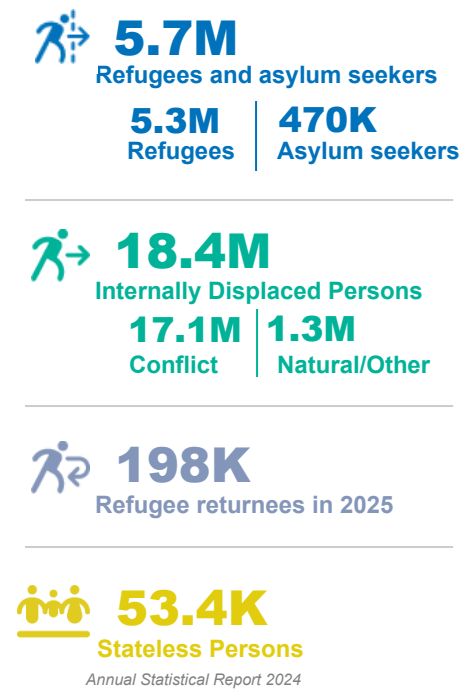 5.7M
Refugees and asylum seekers
5.3M
Refugees
470K
Asylum seekers
18.4M
Internally Displaced Persons
17.1M
Conflict
1.3M
Natural/Other
198K
Refugee returnees in 2025
53.4K
Stateless Persons
Annual Statistical Report 2024